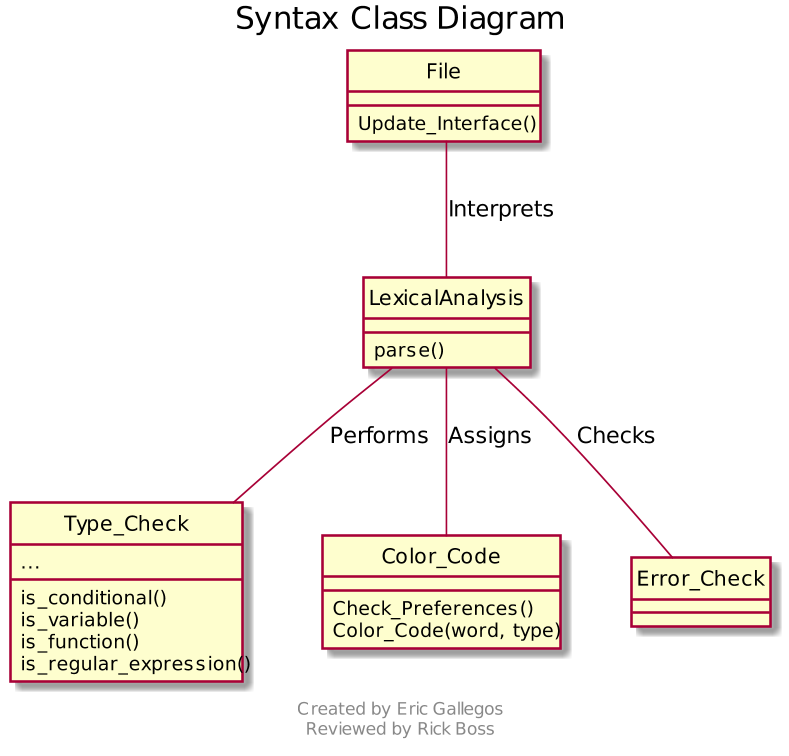 Syntax Class Diagram
File
Update_Interface()
Interprets
LexicalAnalysis
parse()
Performs
Assigns
Checks
Type_Check
...
is_conditional()
is_variable()
is_function()
is_regular_expression()
Color_Code
Check_Preferences()
Color_Code(word, type)
Error_Check
Created by Eric Gallegos
Reviewed by Rick Boss